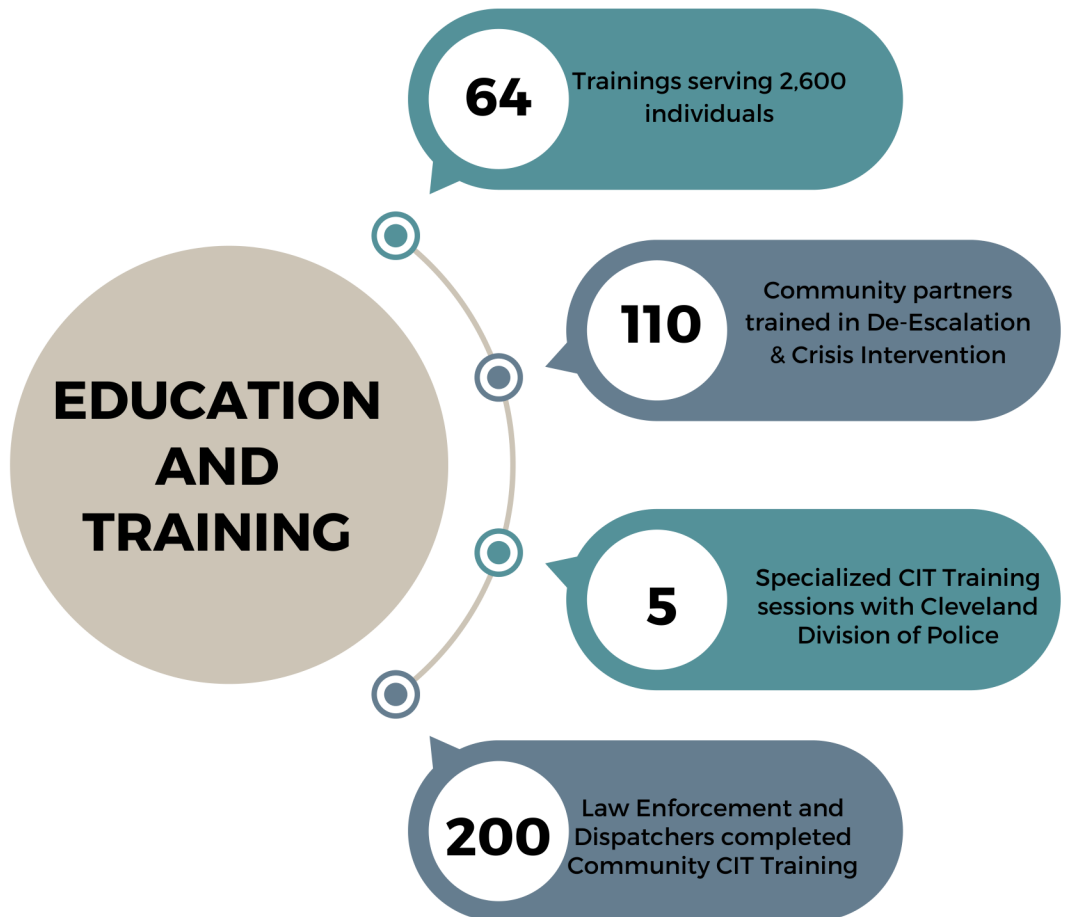 64
Trainings serving 2,600
individuals
EDUCATION
AND
TRAINING
110
Community partners
trained in De-Escalation
& Crisis Intervention
5
Specialized CIT Training
sessions with Cleveland
Division of Police
200
Law Enforcement and
Dispatchers completed
Community CIT Training